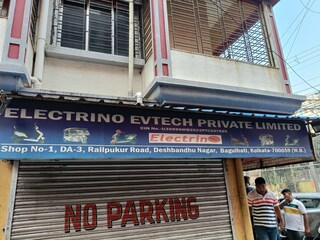 ELECTRINO EVTECH PRIVATE LIMITED
Electrino
Shop No-1, DA-3, Railpukur Road, Deshbandhu Nagar, Baguihati, Kolkata-700059 (W.B.)
NO PARKING